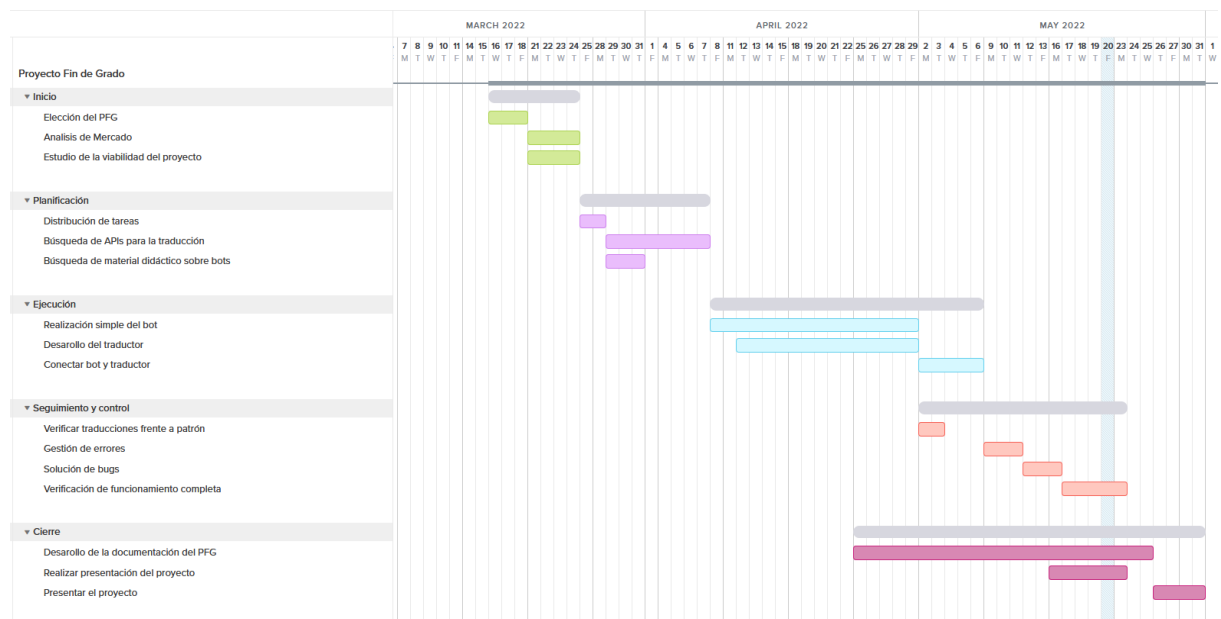 MARCH 2022 APRIL 2022 MAY 2022
7 8 9 10 11 14 15 16 17 18 21 22 23 24 25 28 29 30 31 1 4 5 6 7 8 11 12 13 14 15 18 19 20 21 22 25 26 27 28 29 2 3 4 5 6 9 10 11 12 13 16 17 18 19 20 23 24 25 26 27 30 31 1
M T W T F M T W T F M T W T F M T W T F M T W T F M T W T F M T W T F M T W T F M T W T F M T W T F M T W T F M T W T F M T W
Proyecto Fin de Grado
Inicio
Elección del PFG
Analisis de Mercado
Estudio de la viabilidad del proyecto
Planificación
Distribución de tareas
Búsqueda de APIs para la traducción
Búsqueda de material didáctico sobre bots
Ejecución
Realización simple del bot
Desarollo del traductor
Conectar bot y traductor
Seguimiento y control
Verificar traducciones frente a patrón
Gestión de errores
Solución de bugs
Verificación de funcionamiento completa
Cierre
Desarollo de la documentación del PFG
Realizar presentación del proyecto
Presentar el proyecto